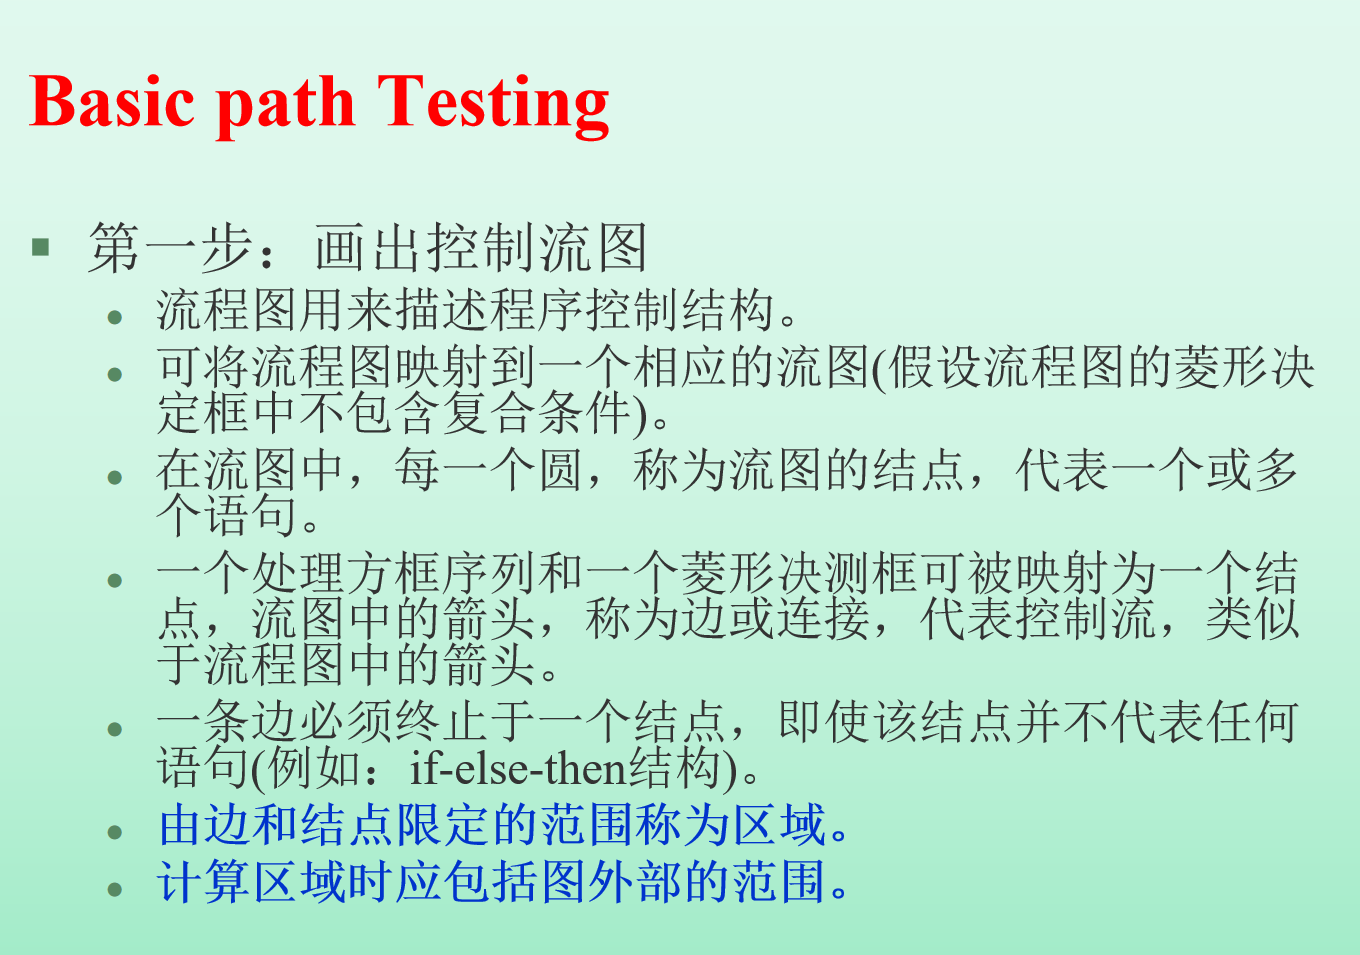 Basic path Testing
第一步：画出控制流图
流程图用来描述程序控制结构。
可将流程图映射到一个相应的流图(假设流程图的菱形决
定框中不包含复合条件)。
在流图中，每一个圆，称为流图的结点，代表一个或多
个语句。
一个处理方框序列和一个菱形决测框可被映射为一个结
点，流图中的箭头，称为边或连接，代表控制流，类似
于流程图中的箭头。
一条边必须终止于一个结点，即使该结点并不代表任何
语句(例如：if-else-then结构)。
由边和结点限定的范围称为区域。
计算区域时应包括图外部的范围。